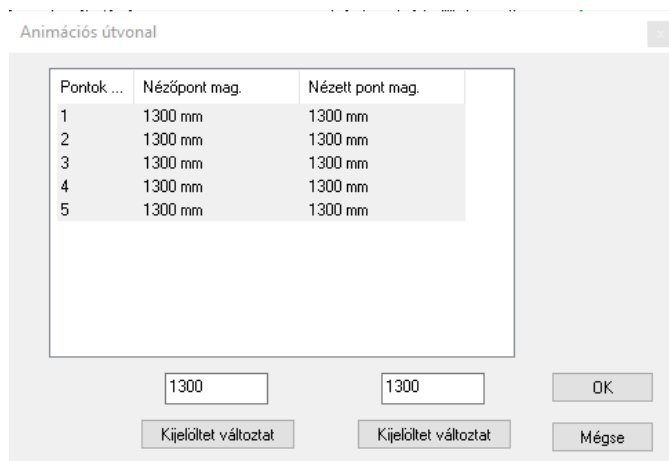 Animációs útvonal
Pontok ... Nézőpont mag. Nézett pont mag.
1 1300 mm 1300 mm
2 1300 mm 1300 mm
3 1300 mm 1300 mm
4 1300 mm 1300 mm
5 1300 mm 1300 mm
1300 1300 OK
Kijelöltet változtat Kijelöltet változtat Mégse